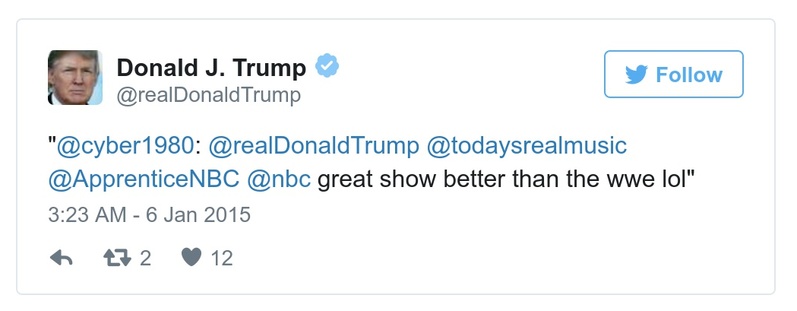 Donald J. Trump
@realDonaldTrump
Follow
"@cyber1980: @realDonaldTrump @todaysrealmusic
@ApprenticeNBC @nbc great show better than the wwe lol"
3:23 AM - 6 Jan 2015
2 12